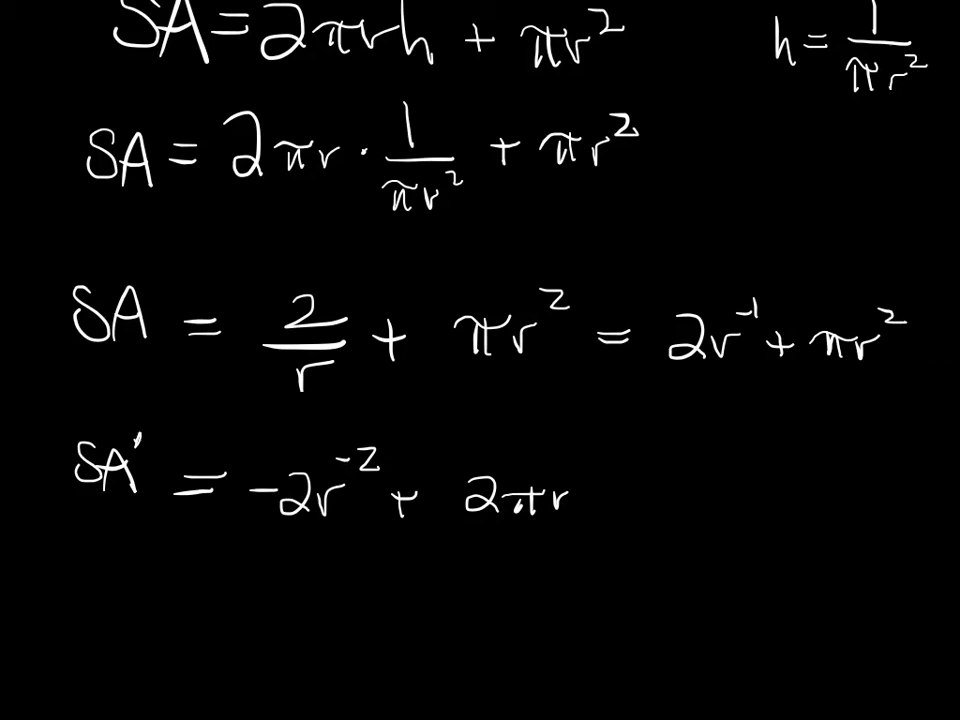 SA = 2πrh + πr² h = 1/πr²
SA = 2πr · 1/πr² + πr²
SA = 2/r + πr² = 2r⁻¹ + πr²
SA' = -2r⁻² + 2πr